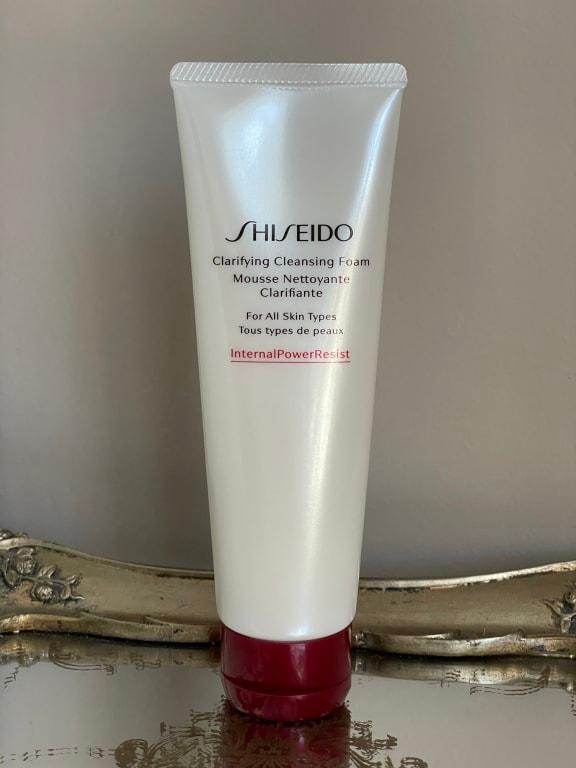 SHISEIDO
Clarifying Cleansing Foam
Mousse Nettoyante
Clarifiante
For All Skin Types
Tous types de peaux
InternalPowerResist